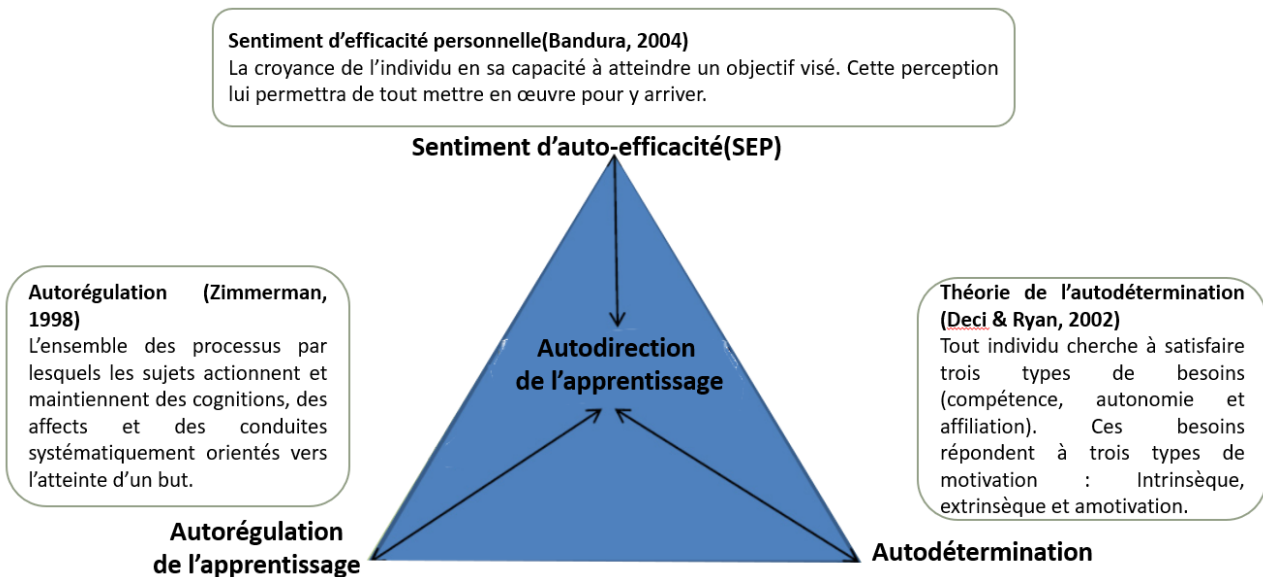 Sentiment d'efficacité personnelle(Bandura, 2004)
La croyance de l'individu en sa capacité à atteindre un objectif visé. Cette perception
lui permettra de tout mettre en œuvre pour y arriver.
Sentiment d'auto-efficacité(SEP)
Autorégulation (Zimmerman,
1998)
L'ensemble des processus par
lesquels les sujets actionnent et
maintiennent des cognitions, des
affects et des conduites
systématiquement orientés vers
l'atteinte d'un but.
Autodirection
de l'apprentissage
Théorie de l'autodétermination
(Deci & Ryan, 2002)
Tout individu cherche à satisfaire
trois types de besoins
(compétence, autonomie et
affiliation). Ces besoins
répondent à trois types de
motivation : Intrinsèque,
extrinsèque et amotivation.
Autorégulation
de l'apprentissage
Autodétermination